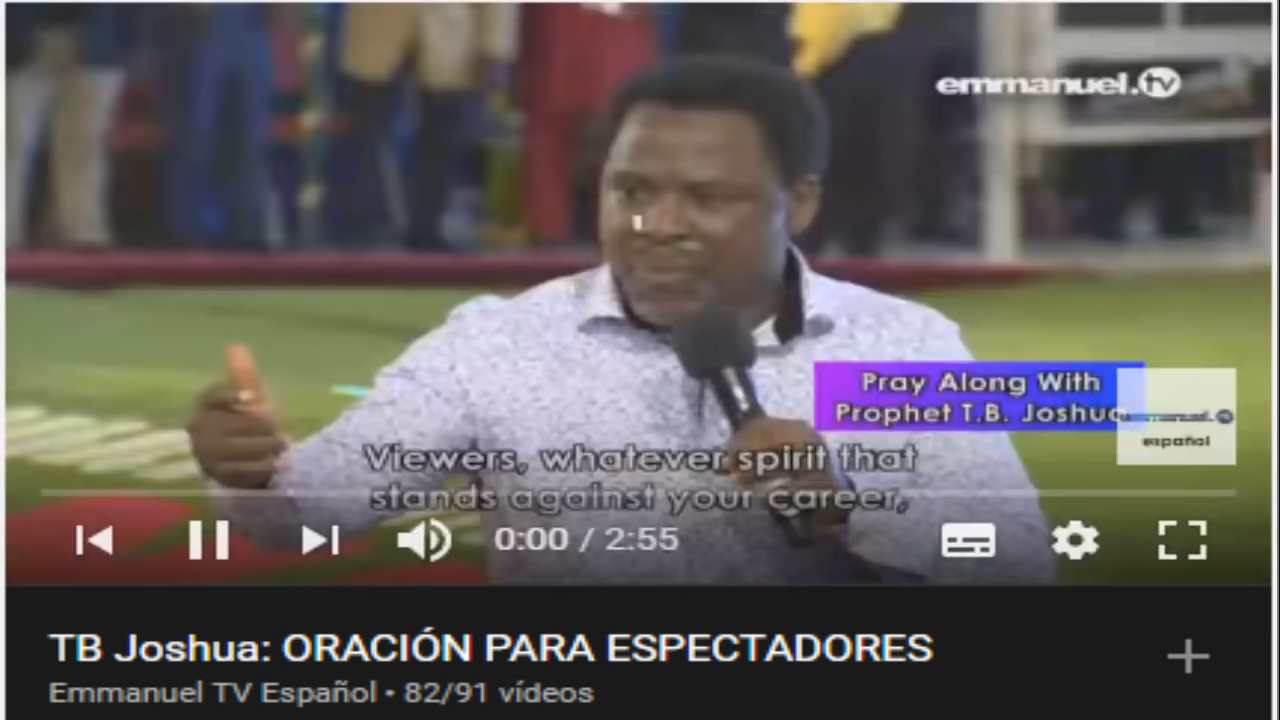 emmanuel.tv
Pray Along With
Prophet T.B. Joshua
emmanuel.tv
español
Viewers, whatever spirit that
stands against your career,
0:00 / 2:55
TB Joshua: ORACIÓN PARA ESPECTADORES
Emmanuel TV Español • 82/91 vídeos